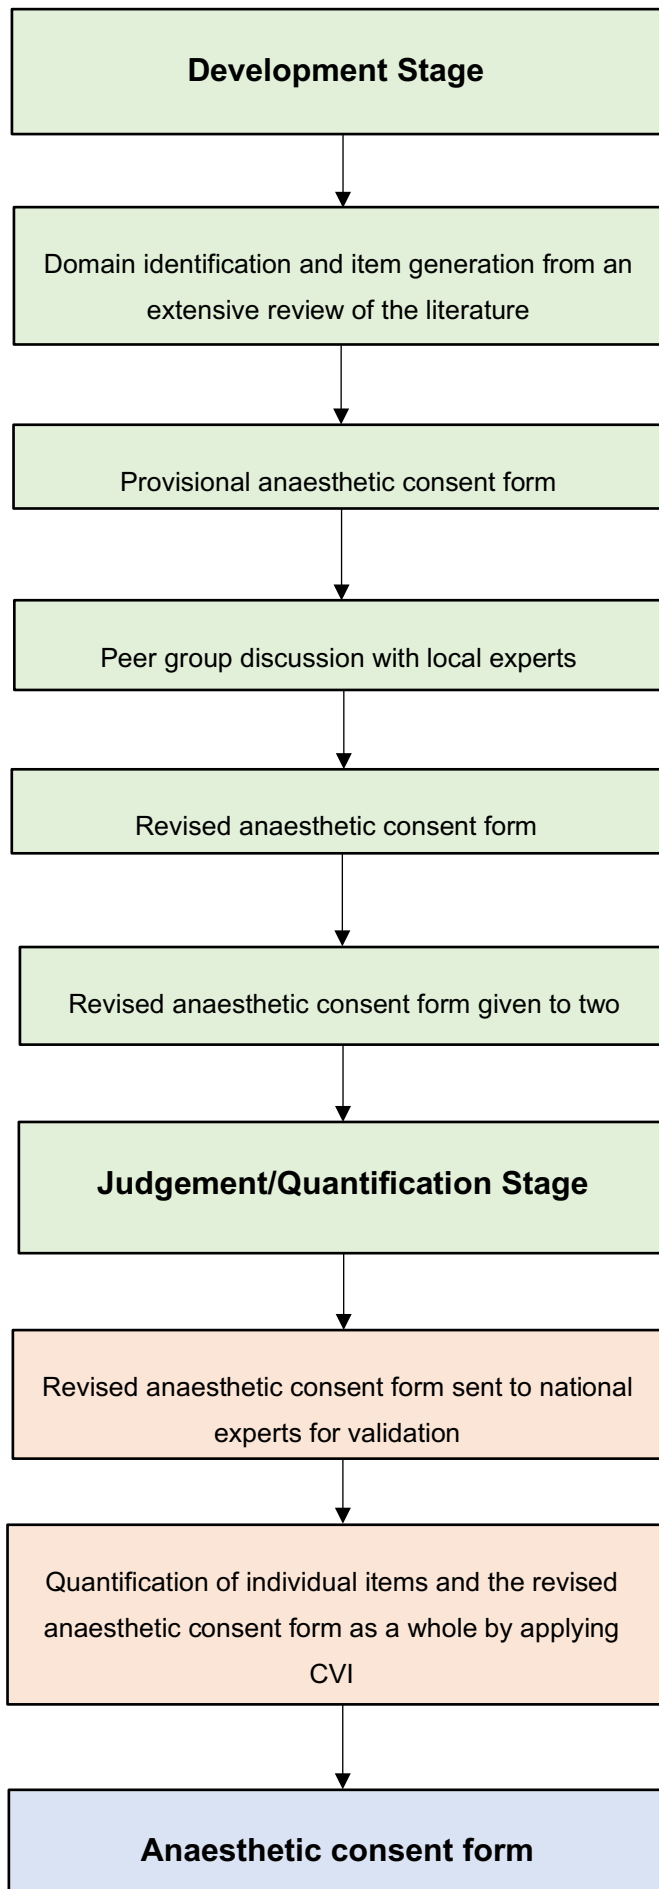 Development Stage
Domain identification and item generation from an
extensive review of the literature
Provisional anaesthetic consent form
Peer group discussion with local experts
Revised anaesthetic consent form
Revised anaesthetic consent form given to two
Judgement/Quantification Stage
Revised anaesthetic consent form sent to national
experts for validation
Quantification of individual items and the revised
anaesthetic consent form as a whole by applying
CVI
Anaesthetic consent form